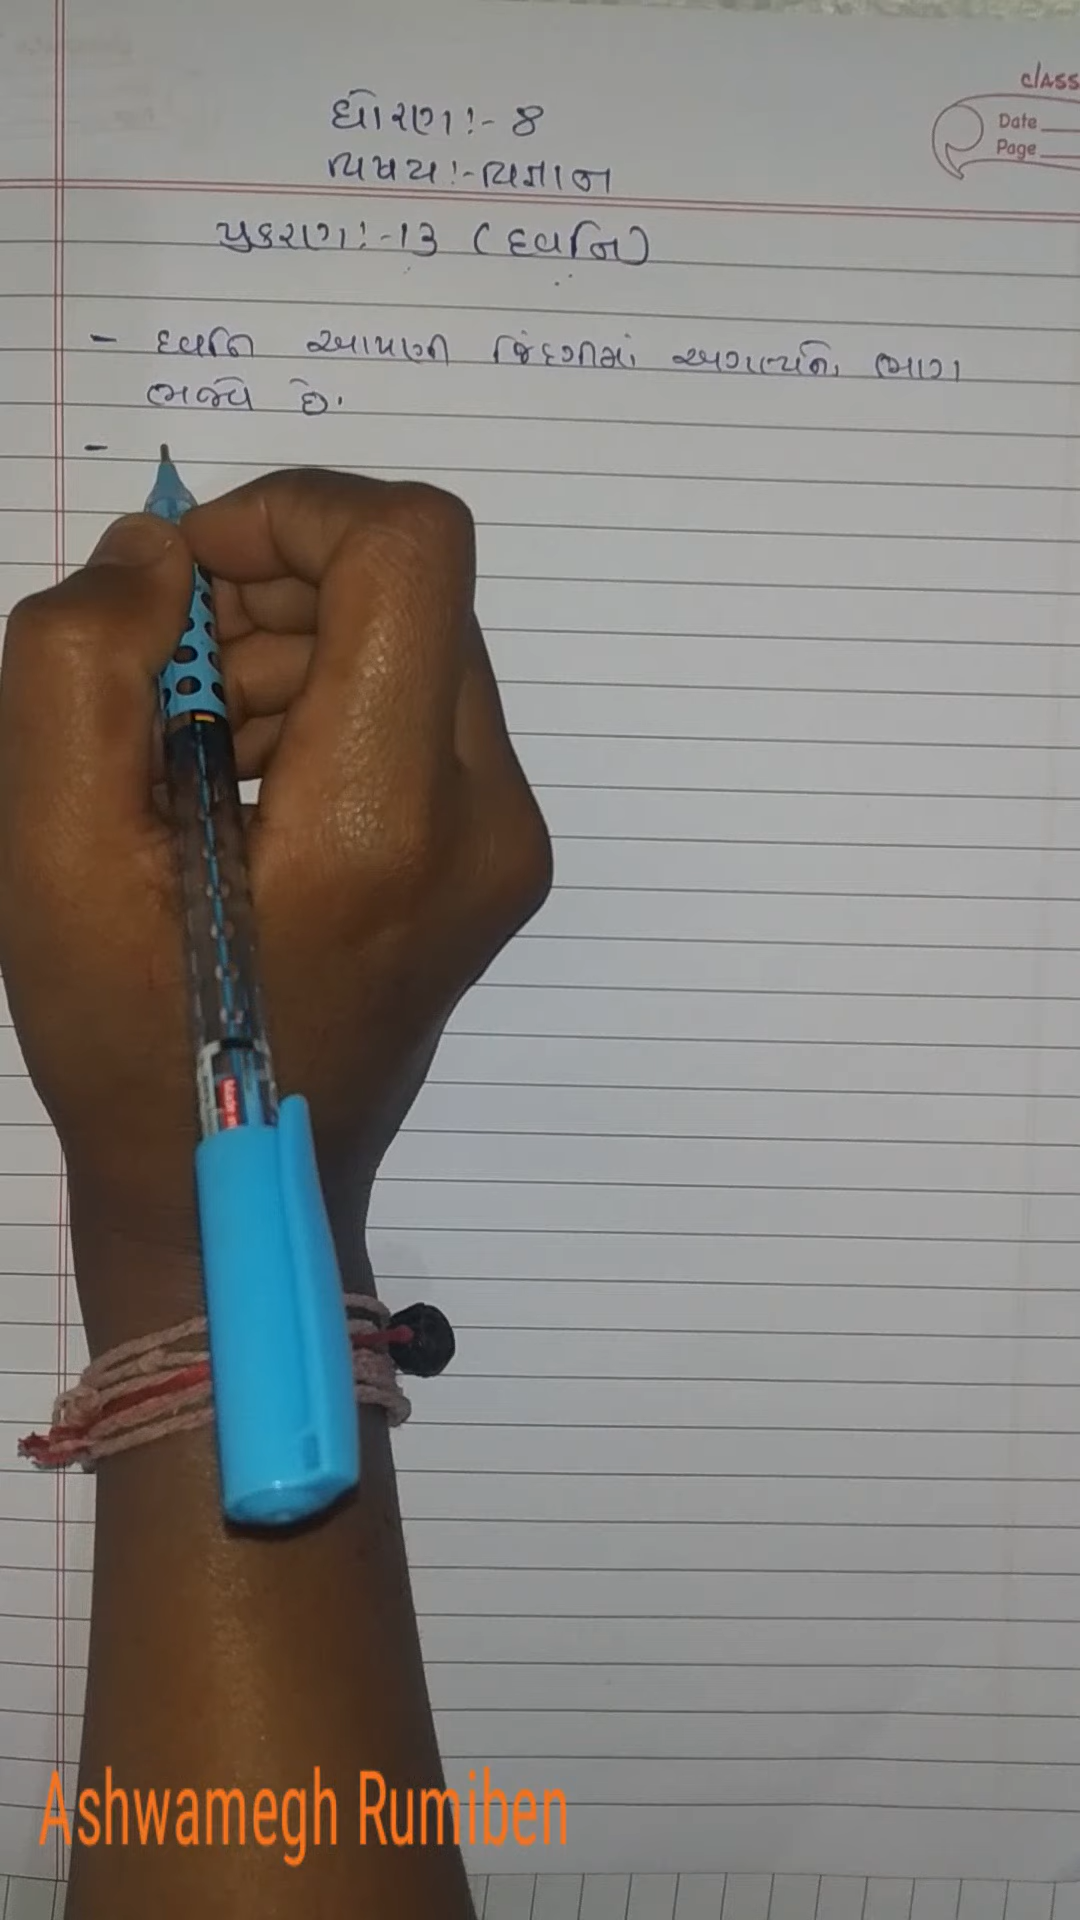 CLASS
Date
Page
ધોરણ:- 8
વિષય:- વિજ્ઞાન
પ્રકરણ:- 13 (ધ્વનિ)
- ધ્વનિ આપણી જિંદગીમાં અગત્યનો ભાગ
ભજવે છે.
-
Ashwamegh Rumiben